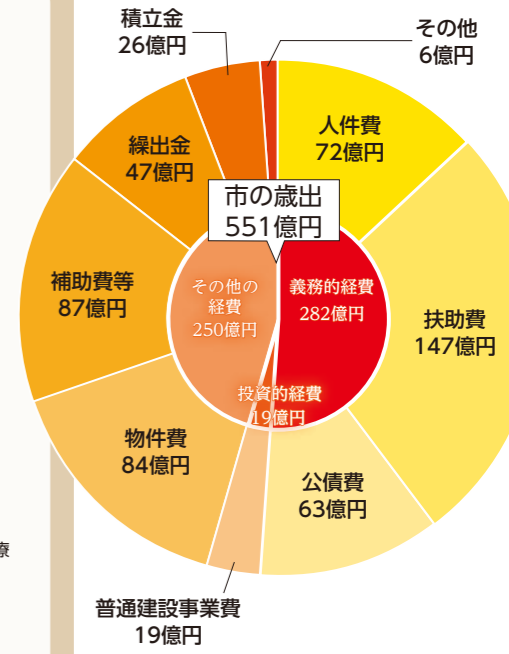 積立金
26億円
その他
6億円
人件費
72億円
繰出金
47億円
市の歳出
551億円
補助費等
87億円
その他の
経費
250億円
義務的経費
282億円
扶助費
147億円
投資的経費
19億円
物件費
84億円
公債費
63億円
療
普通建設事業費
19億円